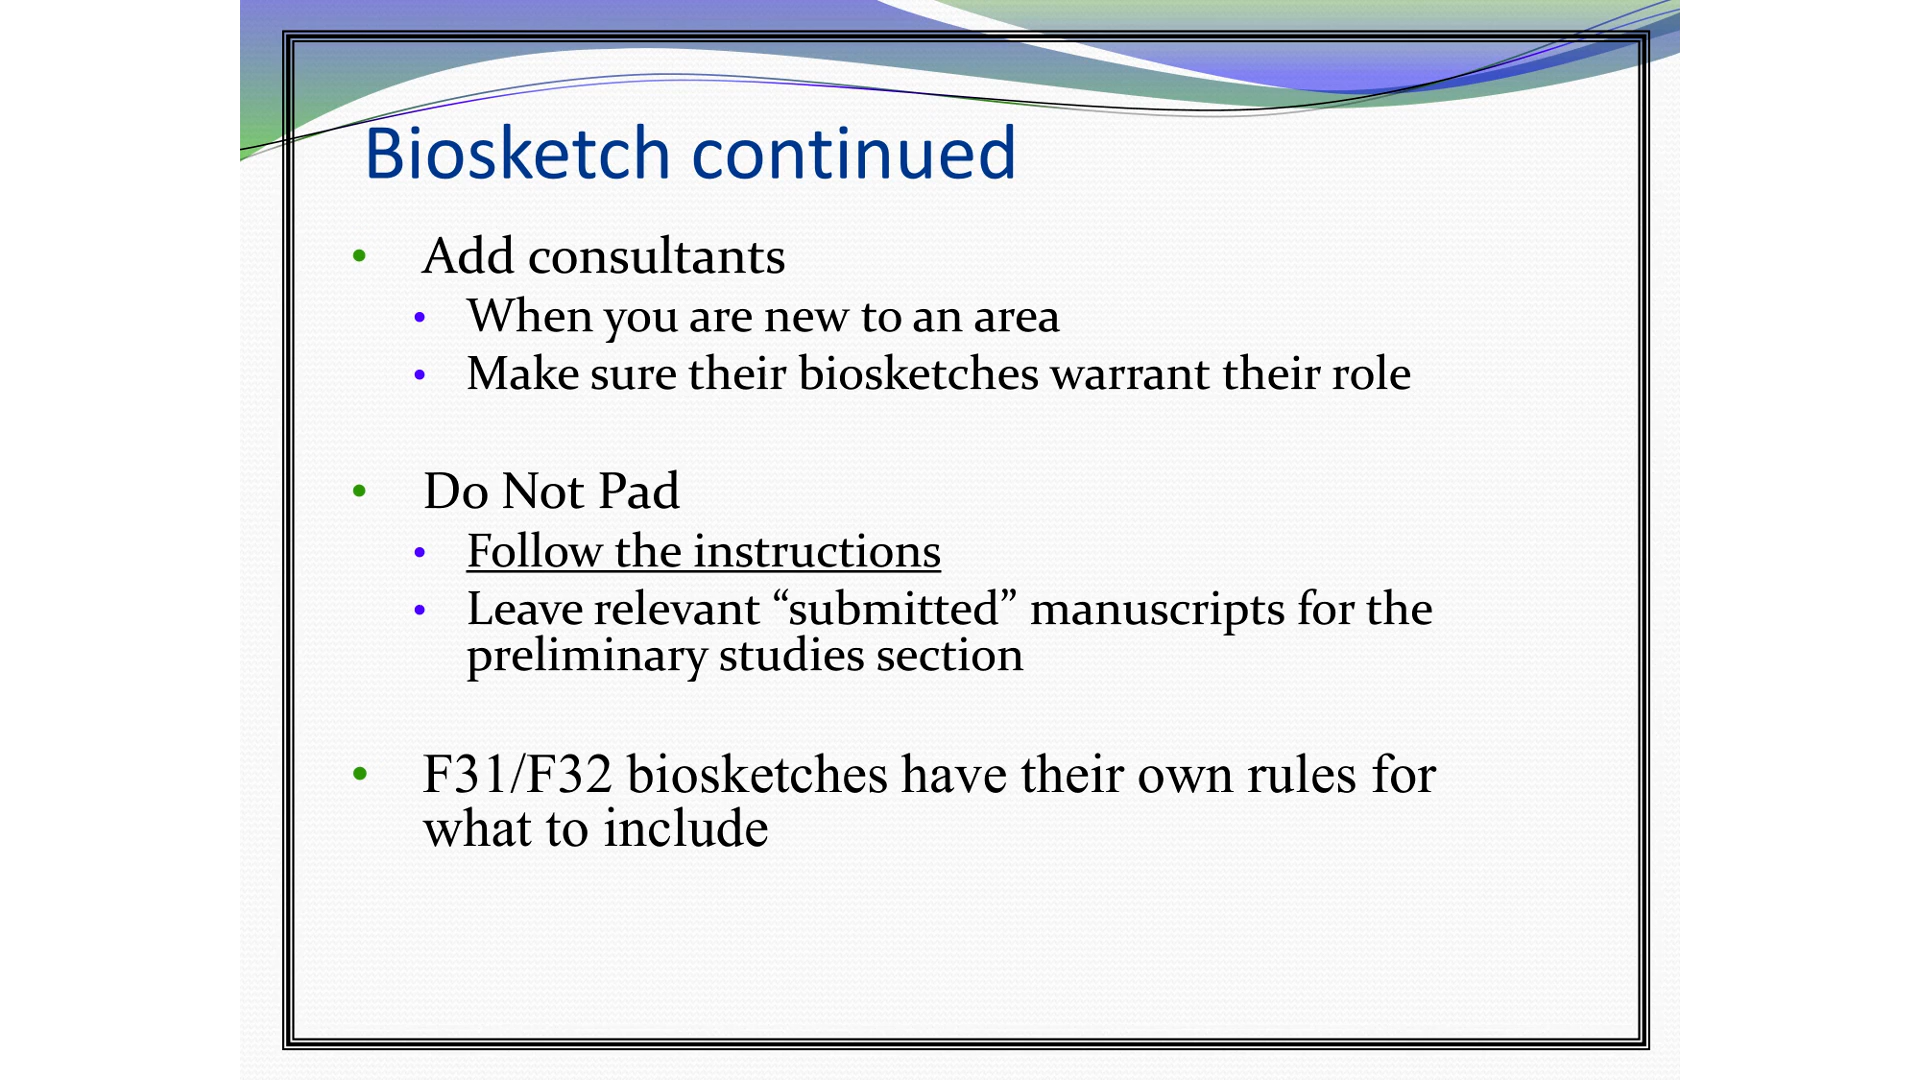 Biosketch continued
• Add consultants
• When you are new to an area
• Make sure their biosketches warrant their role
• Do Not Pad
• Follow the instructions
• Leave relevant “submitted” manuscripts for the
preliminary studies section
• F31/F32 biosketches have their own rules for
what to include